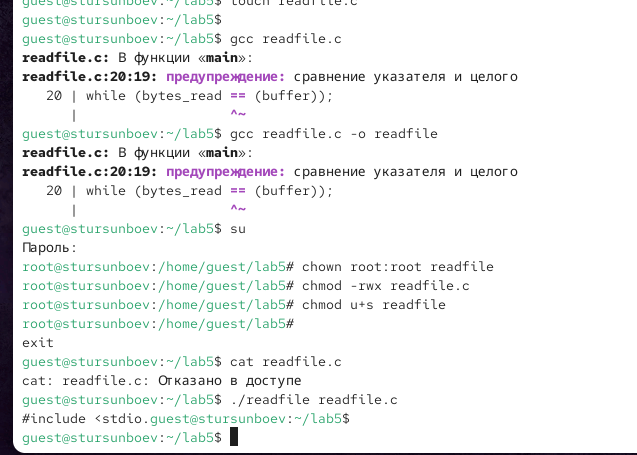 guest@stursunboev:~/lab5$ touch readfile.c
guest@stursunboev:~/lab5$
guest@stursunboev:~/lab5$ gcc readfile.c
readfile.c: В функции «main»:
readfile.c:20:19: предупреждение: сравнение указателя и целого
   20 | while (bytes_read == (buffer));
      |                   ^~
guest@stursunboev:~/lab5$ gcc readfile.c -o readfile
readfile.c: В функции «main»:
readfile.c:20:19: предупреждение: сравнение указателя и целого
   20 | while (bytes_read == (buffer));
      |                   ^~
guest@stursunboev:~/lab5$ su
Пароль:
root@stursunboev:/home/guest/lab5# chown root:root readfile
root@stursunboev:/home/guest/lab5# chmod -rwx readfile.c
root@stursunboev:/home/guest/lab5# chmod u+s readfile
root@stursunboev:/home/guest/lab5#
exit
guest@stursunboev:~/lab5$ cat readfile.c
cat: readfile.c: Отказано в доступе
guest@stursunboev:~/lab5$ ./readfile readfile.c
#include <stdio.guest@stursunboev:~/lab5$
guest@stursunboev:~/lab5$